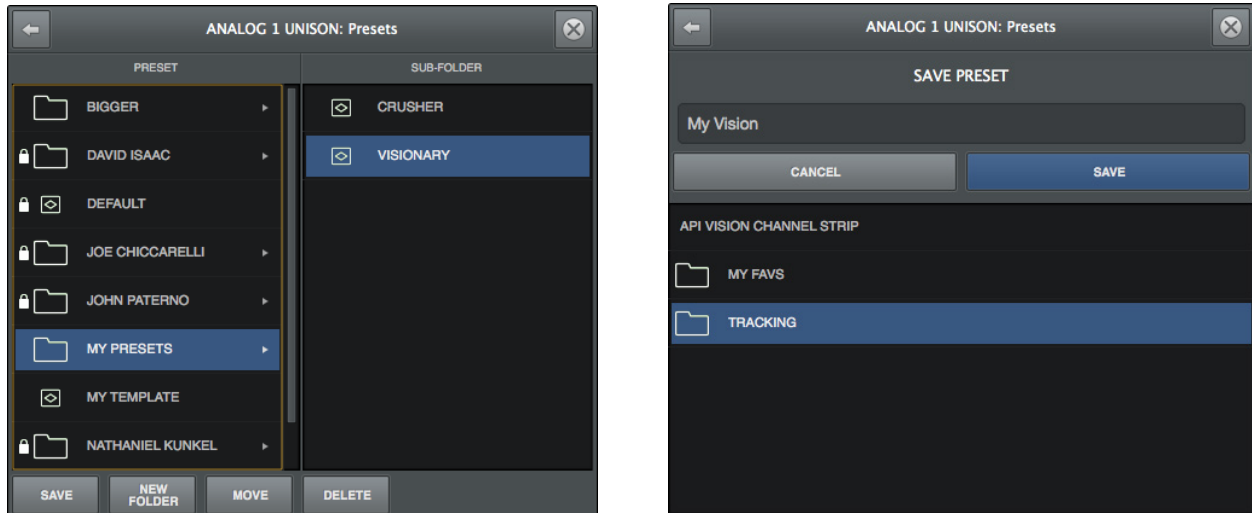 ANALOG 1 UNISON: Presets
PRESET
SUB-FOLDER
BIGGER
CRUSHER
DAVID ISAAC
VISIONARY
DEFAULT
JOE CHICCARELLI
JOHN PATERNO
MY PRESETS
MY TEMPLATE
NATHANIEL KUNKEL
SAVE
NEW
FOLDER
MOVE
DELETE
ANALOG 1 UNISON: Presets
SAVE PRESET
My Vision
CANCEL
SAVE
API VISION CHANNEL STRIP
MY FAVS
TRACKING